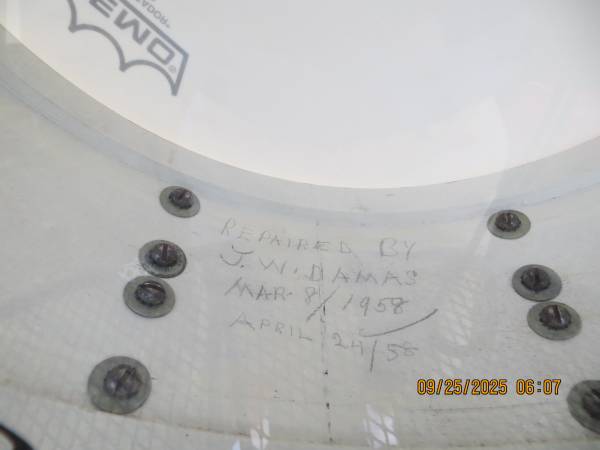 REMO
REPAIRED BY
J. W. DAMAS
MAR. 8/1958
APRIL 24/58
09/25/2025 06:07